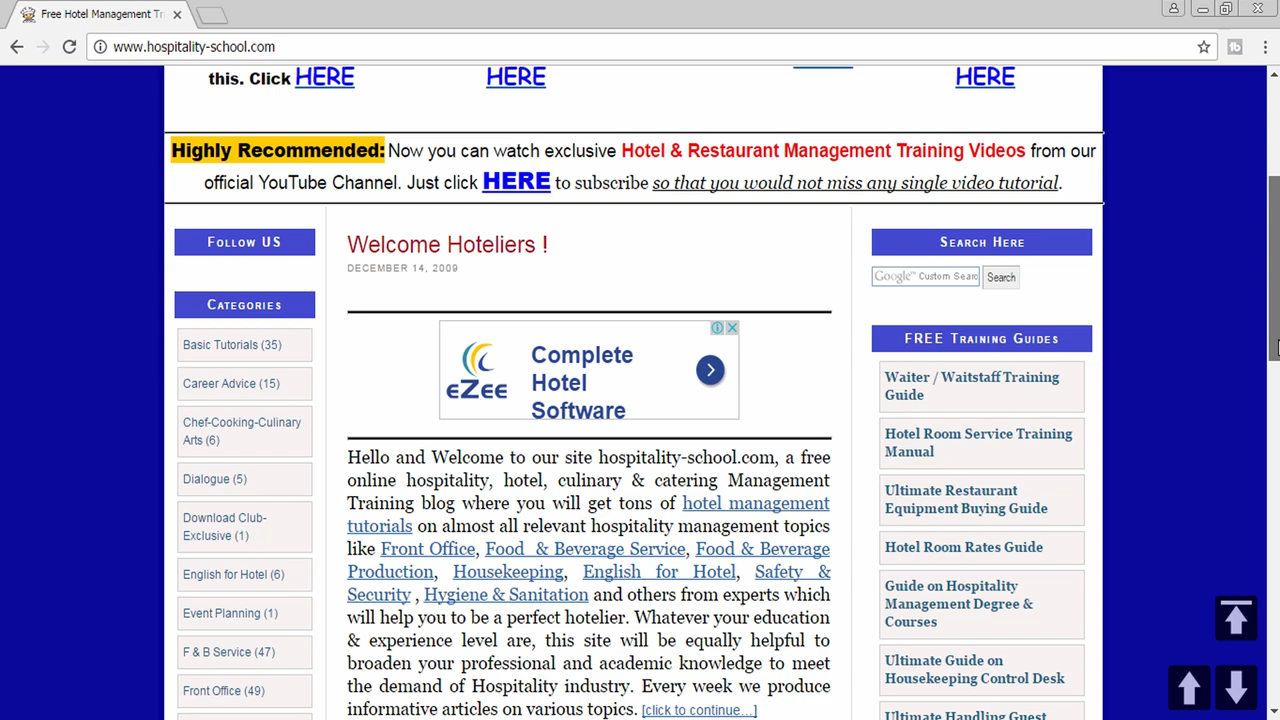 Free Hotel Management Tr
www.hospitality-school.com
this. Click HERE
HERE
HERE
Highly Recommended: Now you can watch exclusive Hotel & Restaurant Management Training Videos from our
official YouTube Channel. Just click HERE to subscribe so that you would not miss any single video tutorial.
Follow US
Categories
Basic Tutorials (35)
Career Advice (15)
Chef-Cooking-Culinary
Arts (6)
Dialogue (5)
Download Club-
Exclusive (1)
English for Hotel (6)
Event Planning (1)
F & B Service (47)
Front Office (49)
Welcome Hoteliers !
DECEMBER 14, 2009
eZee
Complete
Hotel
Software
Hello and Welcome to our site hospitality-school.com, a free
online hospitality, hotel, culinary & catering Management
Training blog where you will get tons of hotel management
tutorials on almost all relevant hospitality management topics
like Front Office, Food & Beverage Service, Food & Beverage
Production, Housekeeping, English for Hotel, Safety &
Security , Hygiene & Sanitation and others from experts which
will help you to be a perfect hotelier. Whatever your education
& experience level are, this site will be equally helpful to
broaden your professional and academic knowledge to meet
the demand of Hospitality industry. Every week we produce
informative articles on various topics. [click to continue...]
Search Here
Google™ Custom Searc
Search
FREE Training Guides
Waiter / Waitstaff Training
Guide
Hotel Room Service Training
Manual
Ultimate Restaurant
Equipment Buying Guide
Hotel Room Rates Guide
Guide on Hospitality
Management Degree &
Courses
Ultimate Guide on
Housekeeping Control Desk
Ultimate Handling Guest